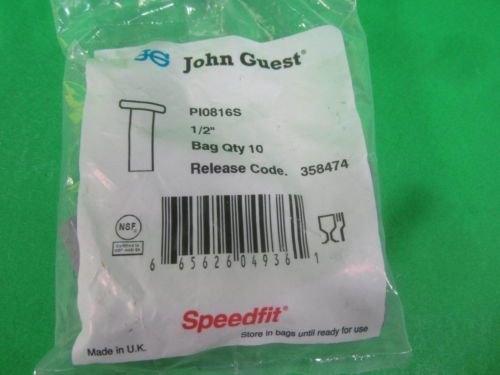 JG John Guest®
PI0816S
1/2"
Bag Qty 10
Release Code. 358474
NSF®
6 65626 04936 1
Speedfit®
Store in bags until ready for use
Made in U.K.